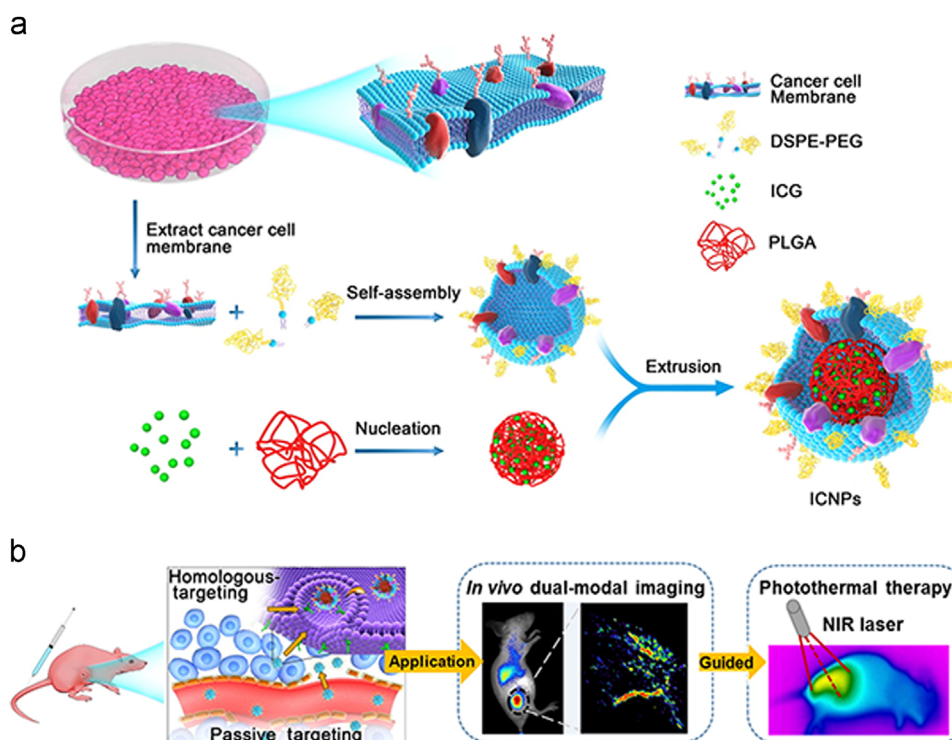 a
Cancer cell
Membrane
DSPE-PEG
ICG
PLGA
Extract cancer cell
membrane
+
Self-assembly
Extrusion
+
Nucleation
ICNPs
b
Homologous-
targeting
Passive targeting
Application
In vivo dual-modal imaging
Guided
Photothermal therapy
NIR laser